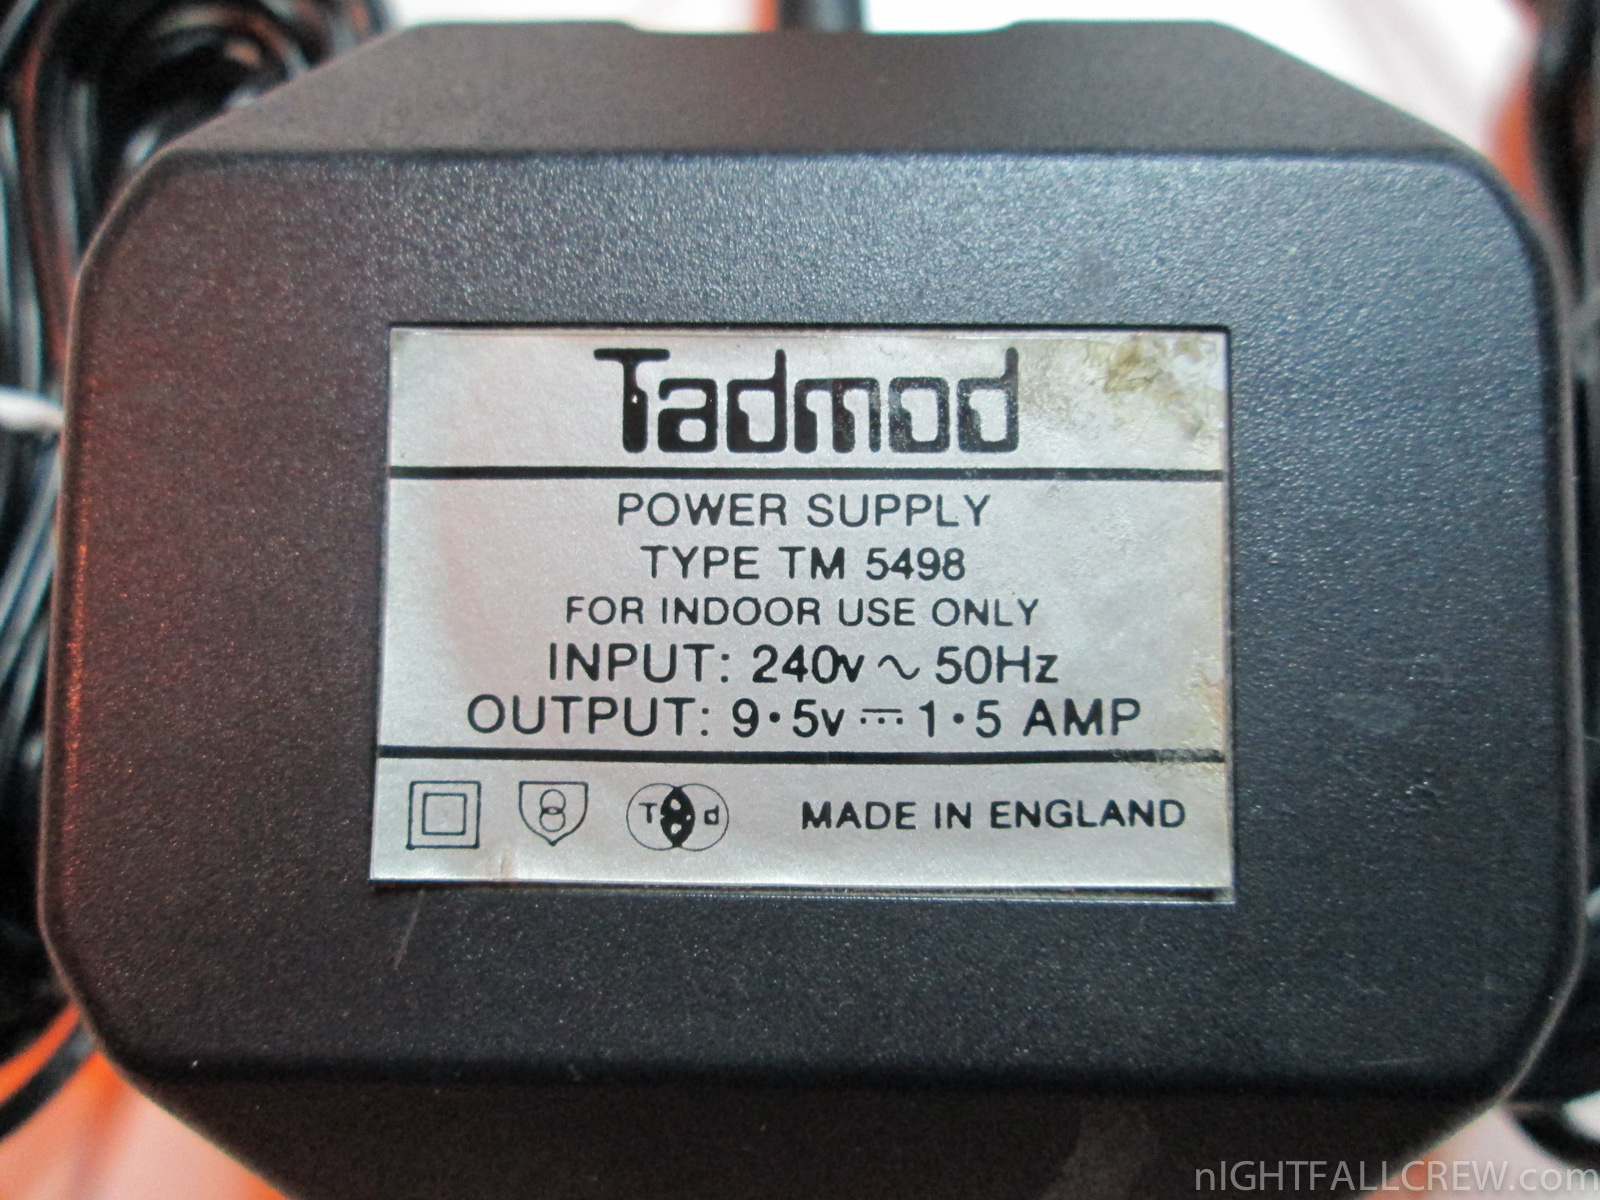 Tadmod
POWER SUPPLY
TYPE TM 5498
FOR INDOOR USE ONLY
INPUT: 240v ~ 50Hz
OUTPUT: 9·5v ⎓ 1·5 AMP
T d MADE IN ENGLAND
nIGHTFALLCREW.com